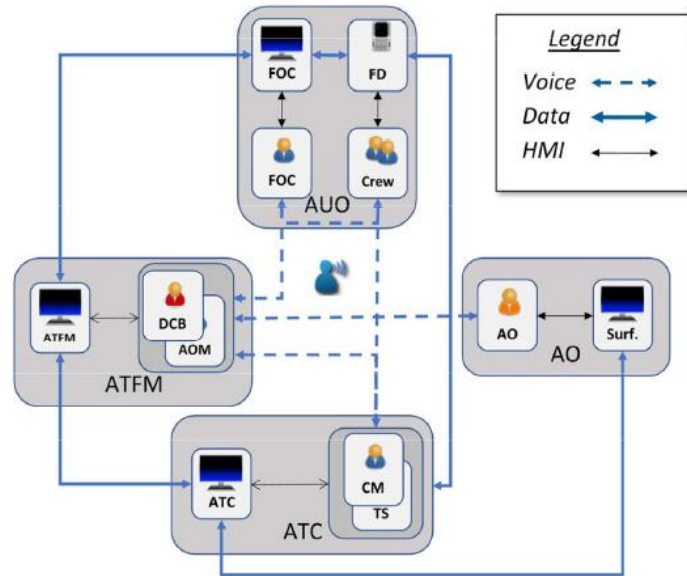 FOC
FD
FOC
Crew
AUO
Legend
Voice
Data
HMI
ATFM
DCB
AOM
ATFM
AO
Surf.
AO
ATC
CM
TS
ATC